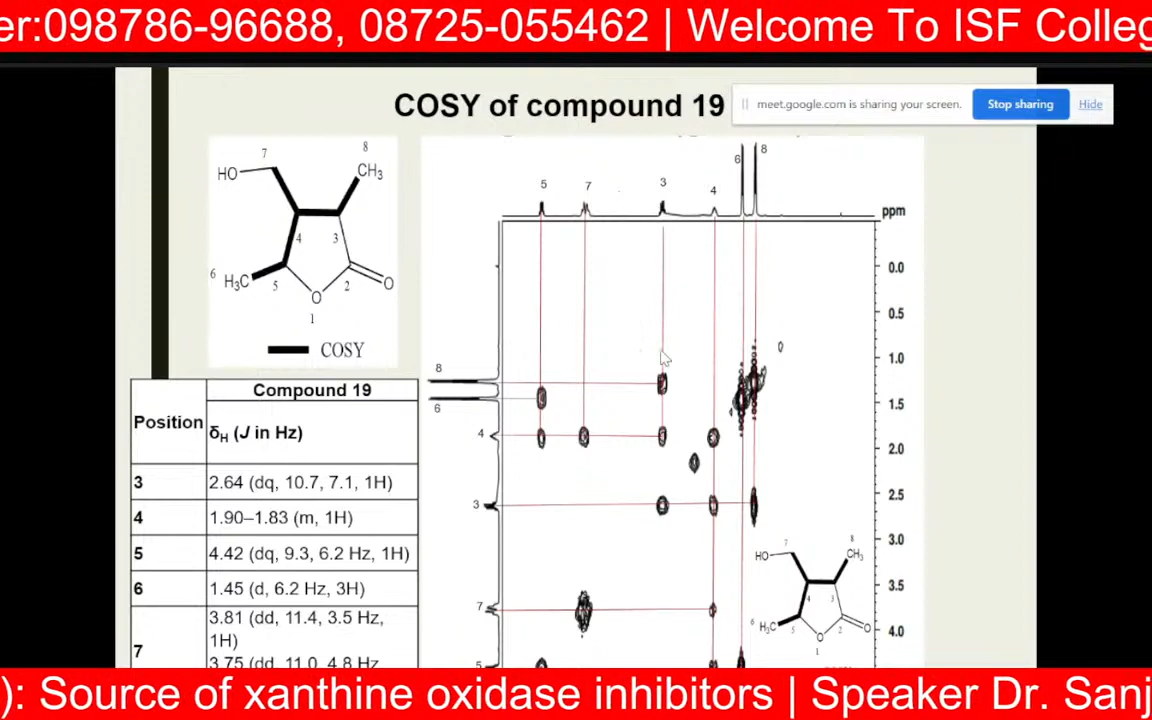 er:098786-96688, 08725-055462 | Welcome To ISF Colleg
COSY of compound 19
meet.google.com is sharing your screen.
Stop sharing
Hide
7
8
HO
CH₃
4
3
6
H₃C
5
2
O
O
1
COSY
Position
Compound 19
δH (J in Hz)
3
2.64 (dq, 10.7, 7.1, 1H)
4
1.90–1.83 (m, 1H)
5
4.42 (dq, 9.3, 6.2 Hz, 1H)
6
1.45 (d, 6.2 Hz, 3H)
7
3.81 (dd, 11.4, 3.5 Hz,
1H)
3.75 (dd, 11.0, 4.8 Hz
5
7
3
4
6
8
ppm
0.0
0.5
1.0
1.5
2.0
2.5
3.0
3.5
4.0
8
6
4
3
7
5
7
8
HO
CH₃
4
3
6
H₃C
5
2
O
O
1
): Source of xanthine oxidase inhibitors | Speaker Dr. Sanj